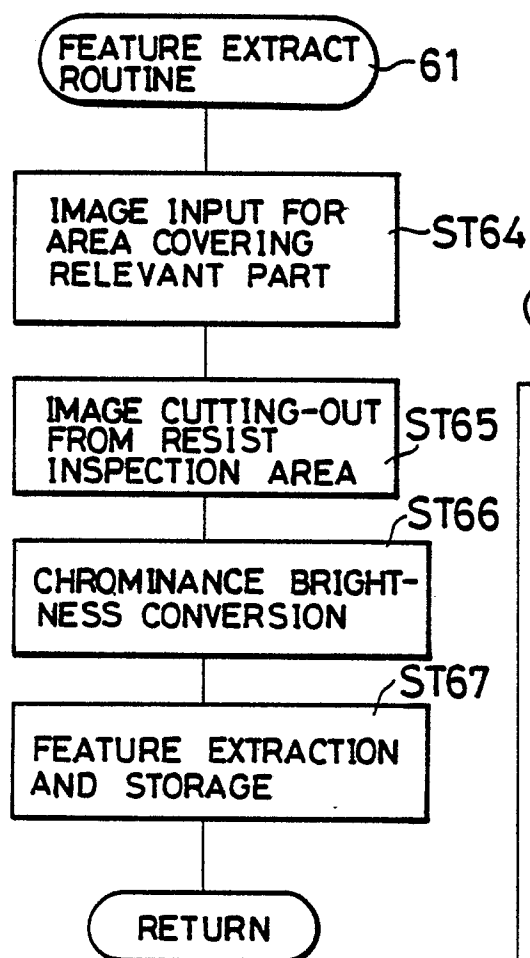 FEATURE EXTRACT
ROUTINE
61
IMAGE INPUT FOR
AREA COVERING
RELEVANT PART
ST64
IMAGE CUTTING-OUT
FROM RESIST
INSPECTION AREA
ST65
ST66
CHROMINANCE BRIGHT-
NESS CONVERSION
ST67
FEATURE EXTRACTION
AND STORAGE
RETURN